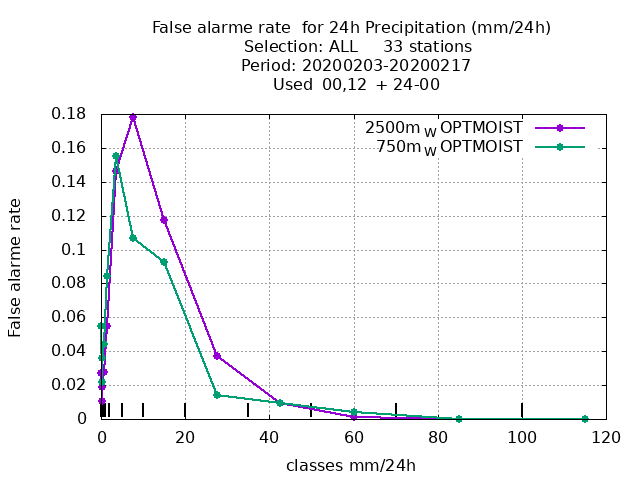 False alarme rate  for 24h Precipitation (mm/24h)
Selection: ALL     33 stations
Period: 20200203-20200217
Used  00,12  + 24-00
2500m_W OPTMOIST
750m_W OPTMOIST
0.18
0.16
0.14
0.12
0.1
0.08
0.06
0.04
0.02
0
False alarme rate
0 20 40 60 80 100 120
classes mm/24h